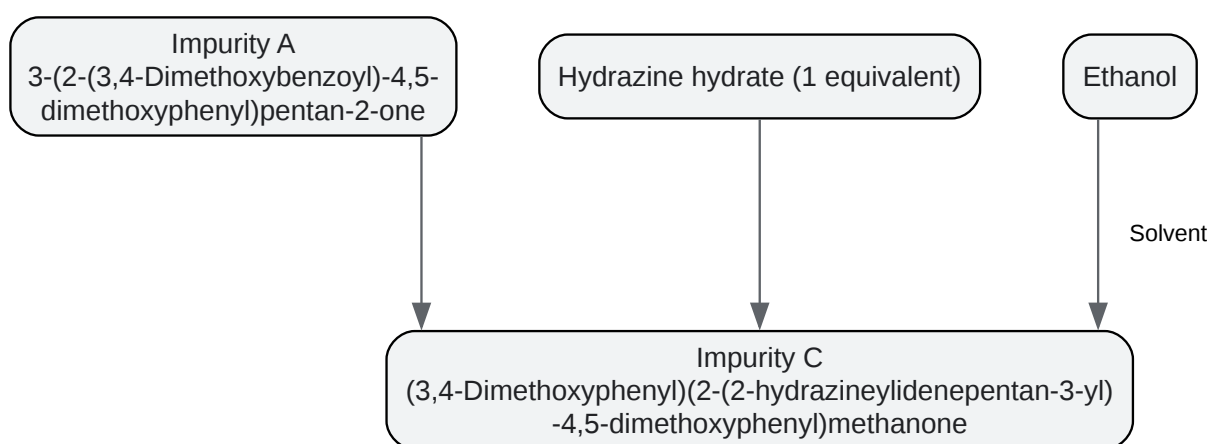 Impurity A
3-(2-(3,4-Dimethoxybenzoyl)-4,5-
dimethoxyphenyl)pentan-2-one
Hydrazine hydrate (1 equivalent)
Ethanol
Solvent
Impurity C
(3,4-Dimethoxyphenyl)(2-(2-hydrazineylidenepentan-3-yl)
-4,5-dimethoxyphenyl)methanone